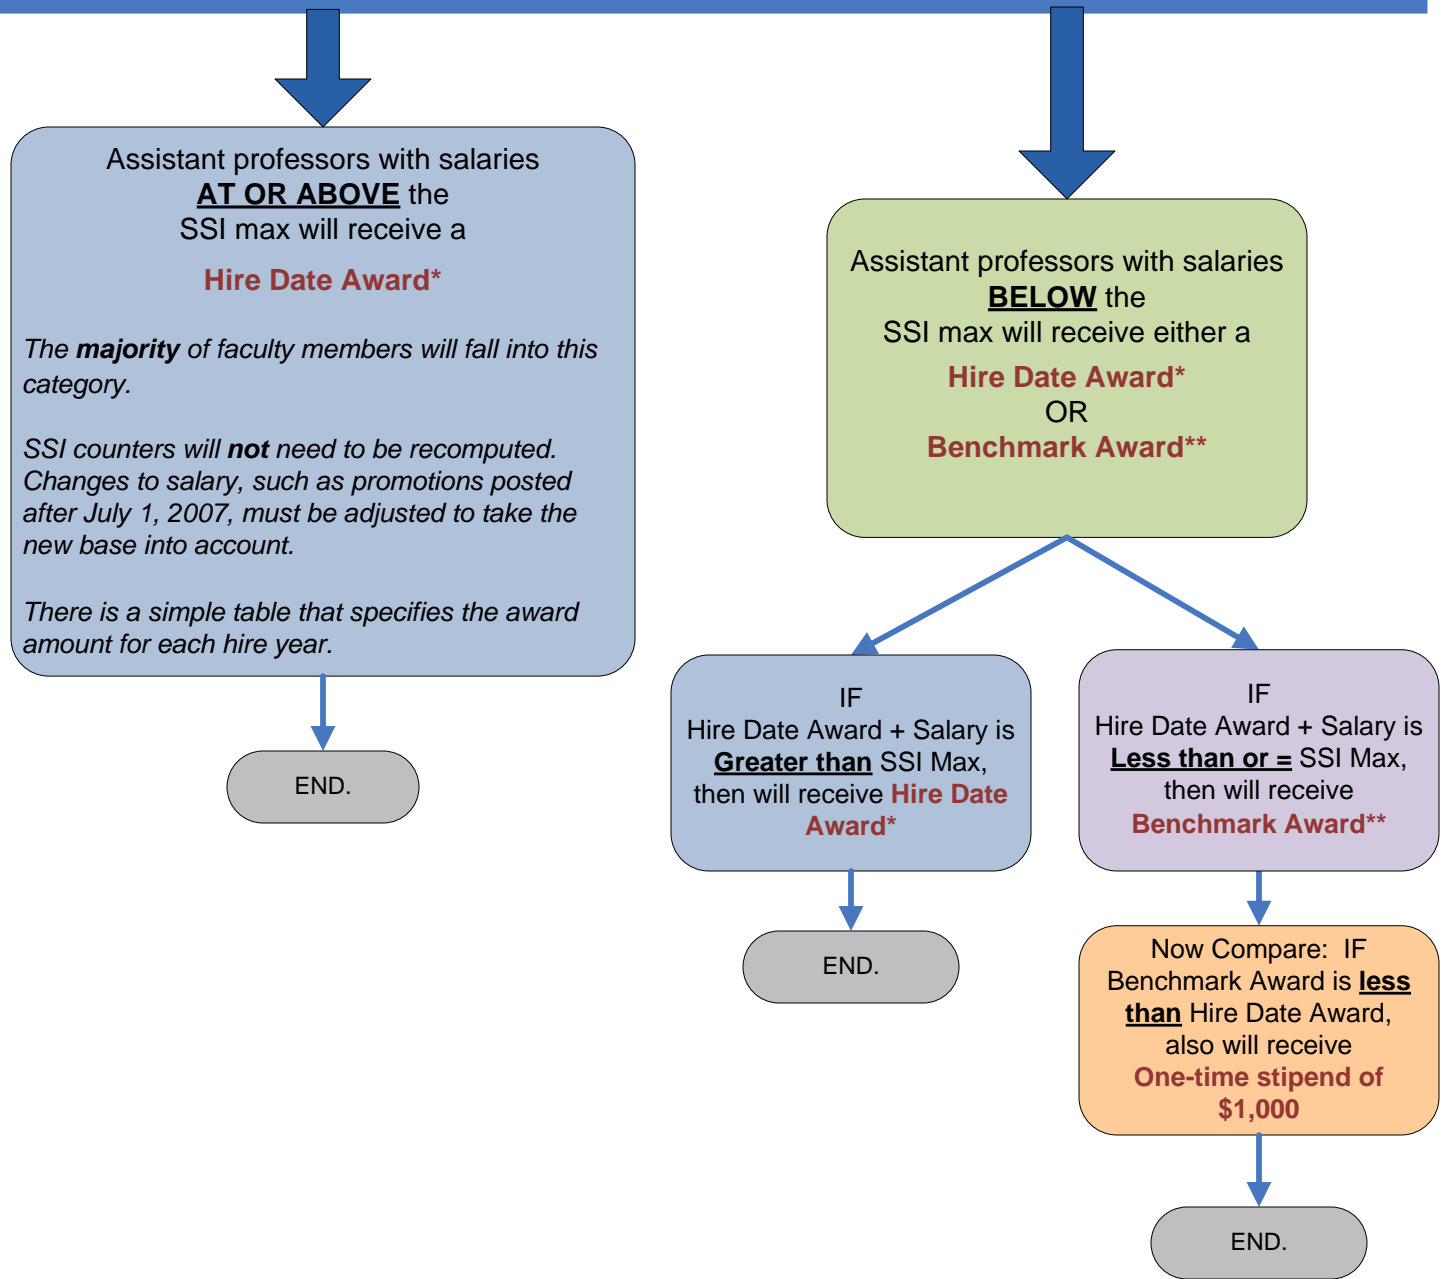 Assistant professors with salaries
AT OR ABOVE the
SSI max will receive a
Hire Date Award*
The majority of faculty members will fall into this
category.
SSI counters will not need to be recomputed.
Changes to salary, such as promotions posted
after July 1, 2007, must be adjusted to take the
new base into account.
There is a simple table that specifies the award
amount for each hire year.
END.
Assistant professors with salaries
BELOW the
SSI max will receive either a
Hire Date Award*
OR
Benchmark Award**
IF
Hire Date Award + Salary is
Greater than SSI Max,
then will receive Hire Date
Award*
END.
IF
Hire Date Award + Salary is
Less than or = SSI Max,
then will receive
Benchmark Award**
Now Compare:  IF
Benchmark Award is less
than Hire Date Award,
also will receive
One-time stipend of
$1,000
END.